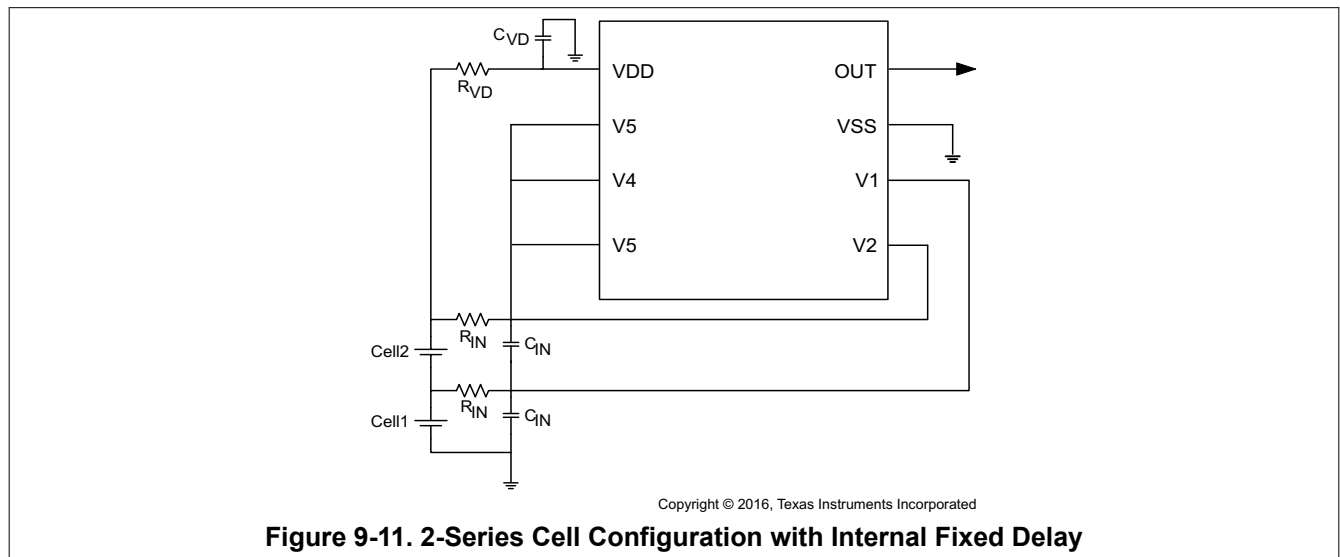 CVD
VDD
OUT
RVD
V5
VSS
V4
V1
V5
V2
RIN
Cell2
CIN
RIN
Cell1
CIN
Copyright © 2016, Texas Instruments Incorporated
Figure 9-11. 2-Series Cell Configuration with Internal Fixed Delay